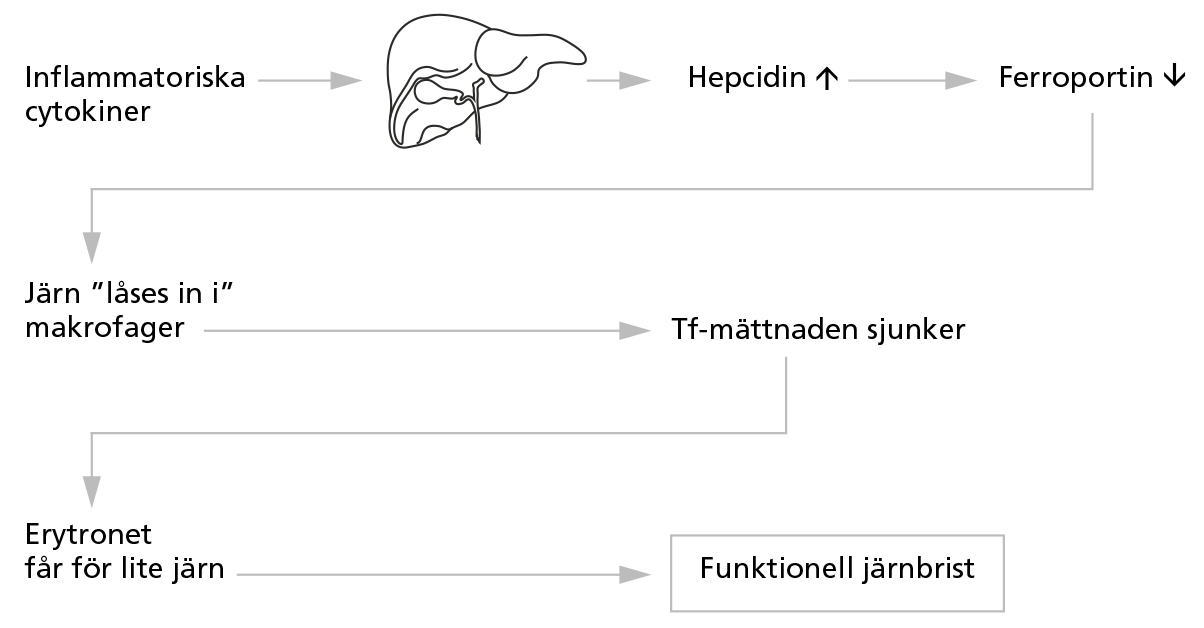 Inflammatoriska
cytokiner
Hepcidin ↑
Ferroportin ↓
Järn ”låses in i”
makrofager
Tf-mättnaden sjunker
Erytronet
får för lite järn
Funktionell järnbrist